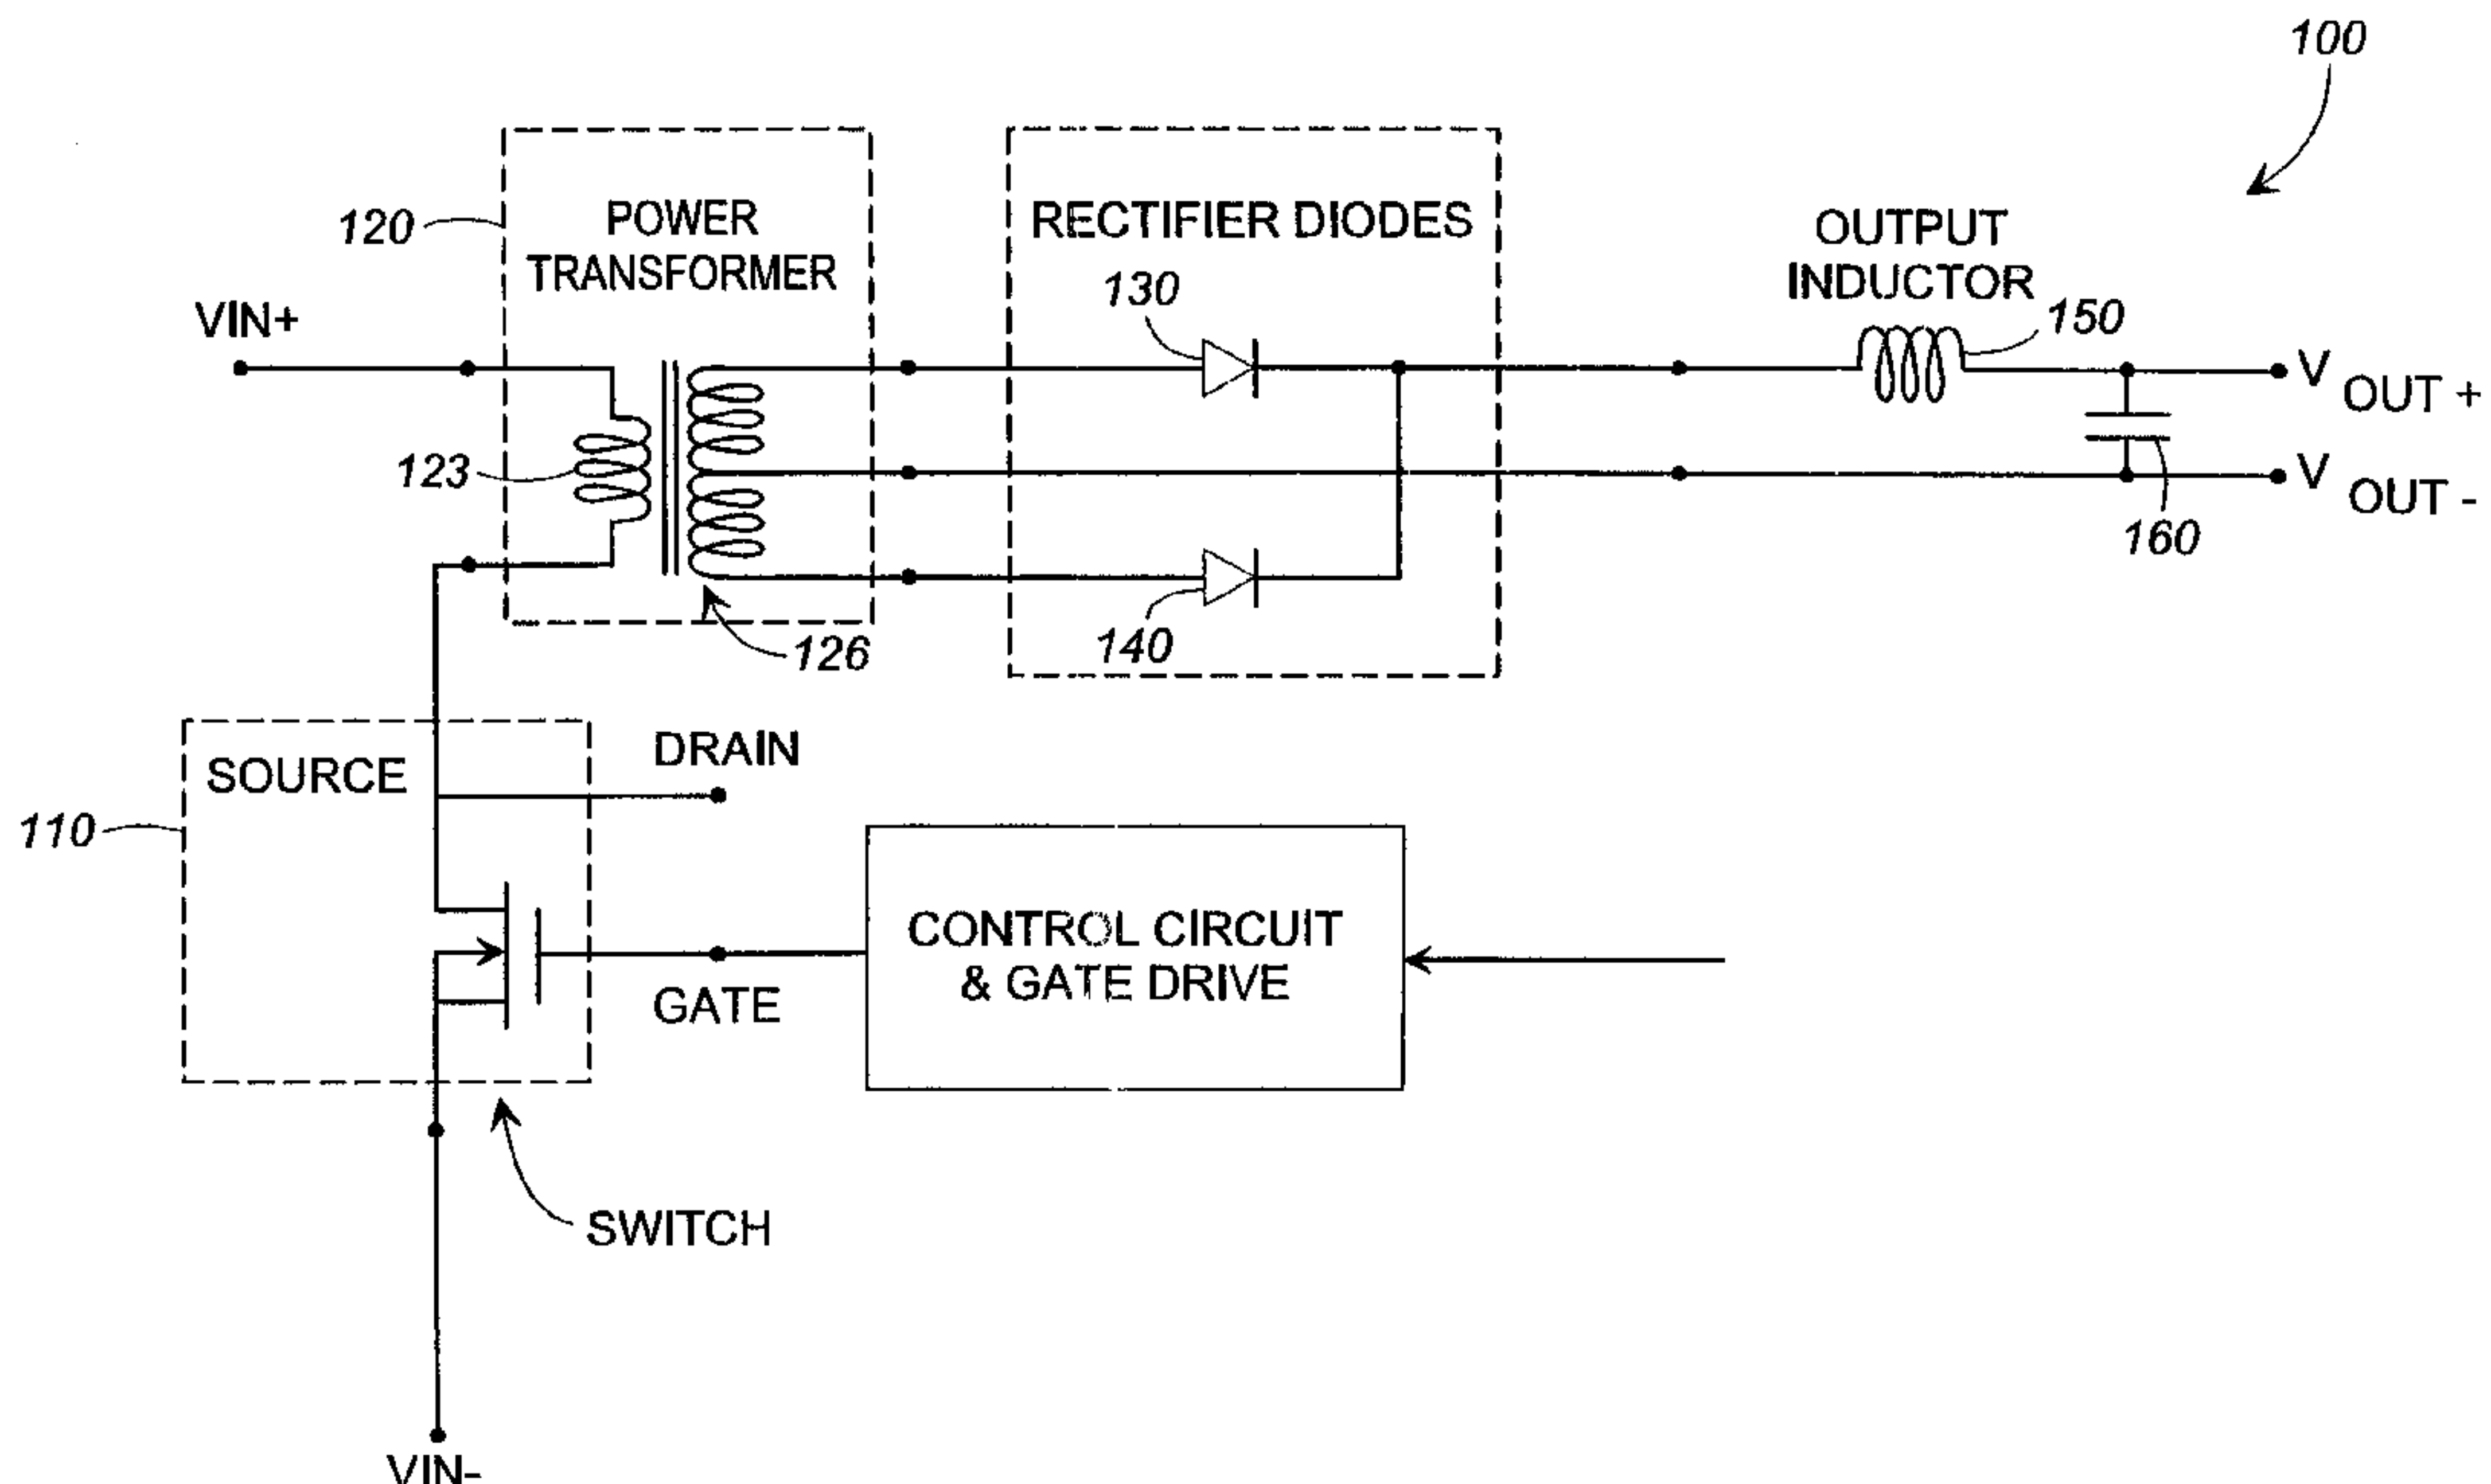 100
120
POWER
TRANSFORMER
RECTIFIER DIODES
130
OUTPUT
INDUCTOR
150
VIN+
V OUT +
123
V OUT -
160
140
126
SOURCE
DRAIN
110
CONTROL CIRCUIT
& GATE DRIVE
GATE
SWITCH
VIN-